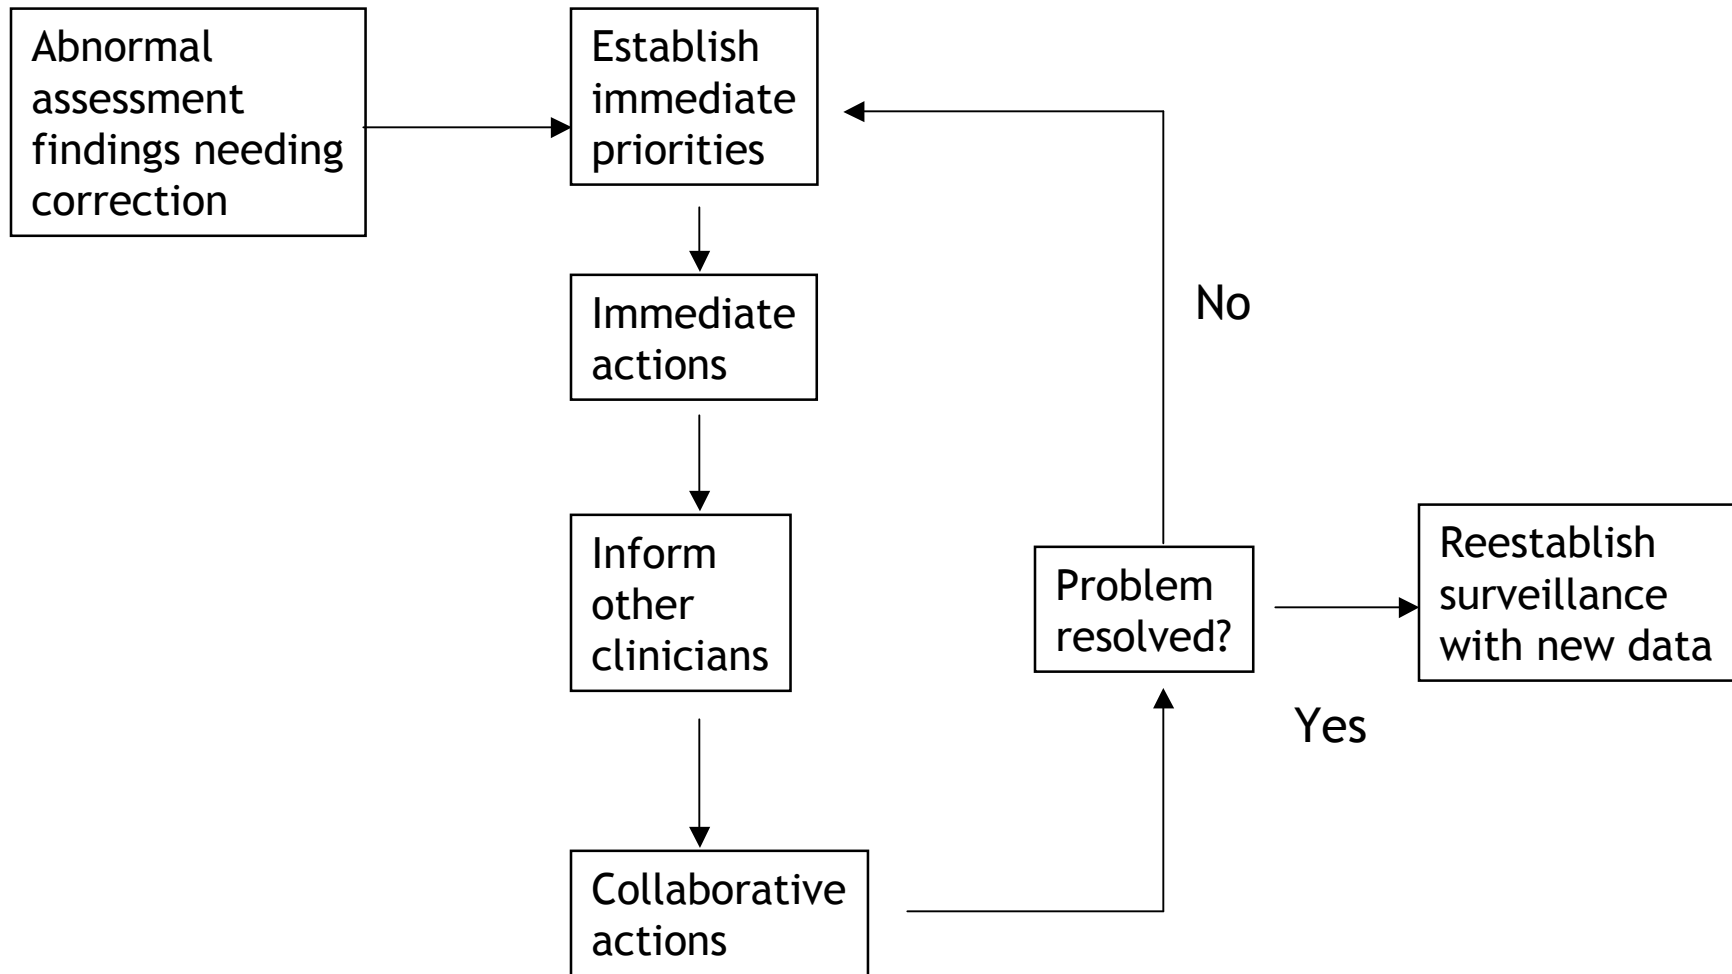 Abnormal
assessment
findings needing
correction
Establish
immediate
priorities
Immediate
actions
Inform
other
clinicians
Collaborative
actions
Problem
resolved?
No
Yes
Reestablish
surveillance
with new data